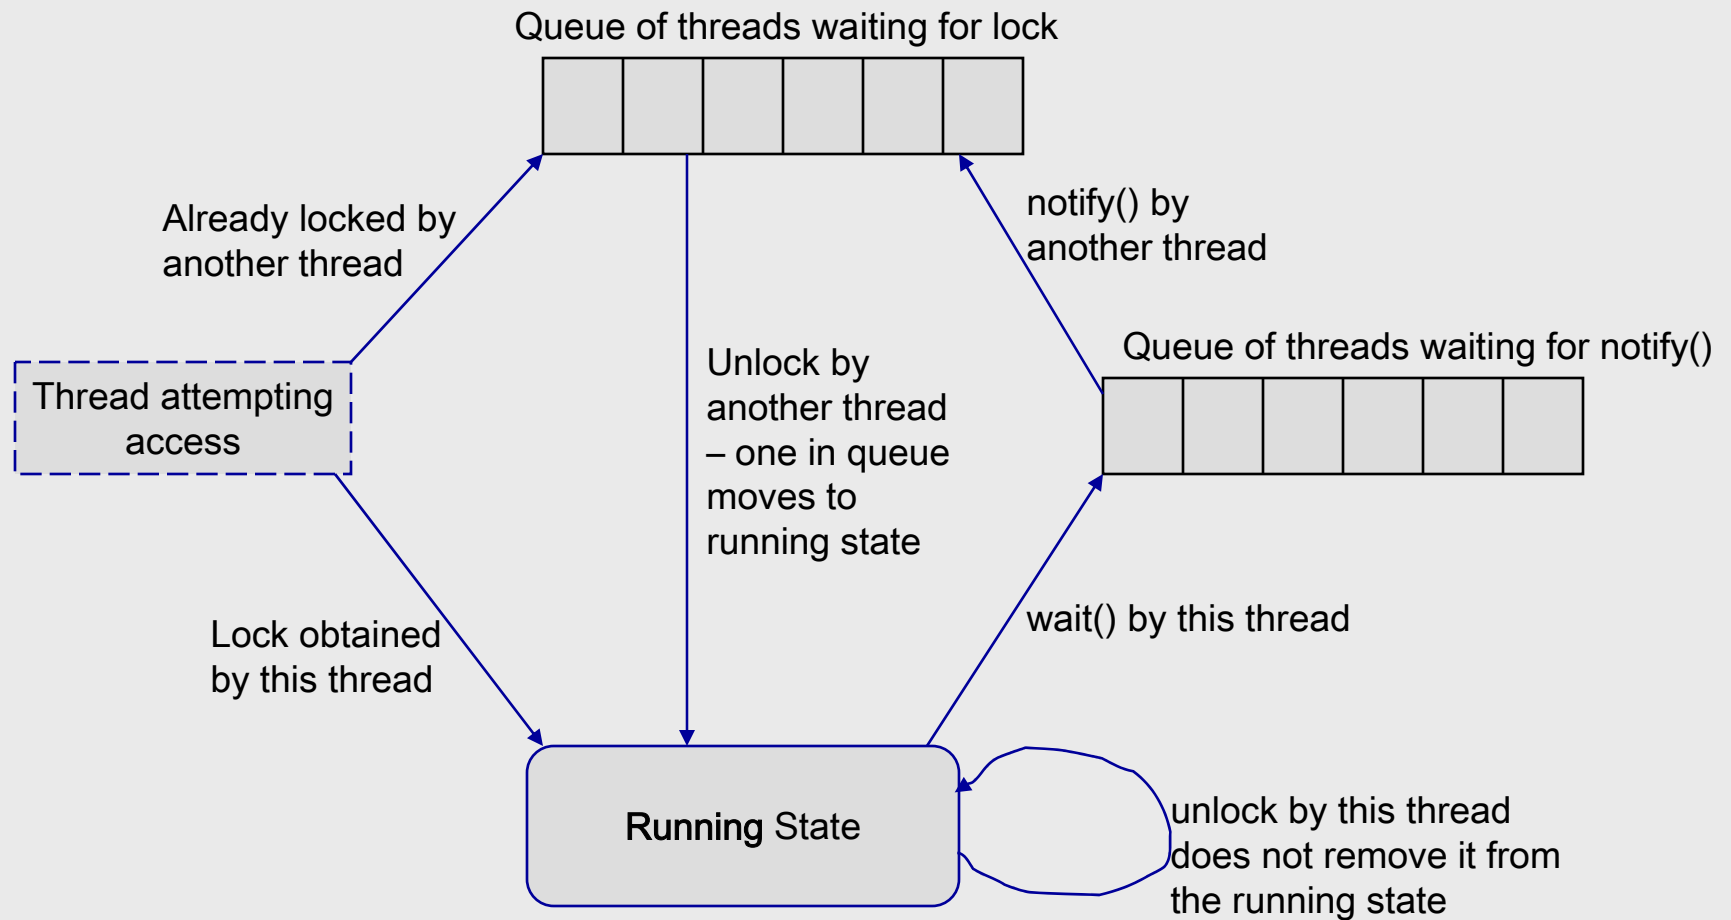 Queue of threads waiting for lock
Already locked by
another thread
notify() by
another thread
Queue of threads waiting for notify()
Thread attempting
access
Unlock by
another thread
– one in queue
moves to
running state
Lock obtained
by this thread
wait() by this thread
Running State
unlock by this thread
does not remove it from
the running state